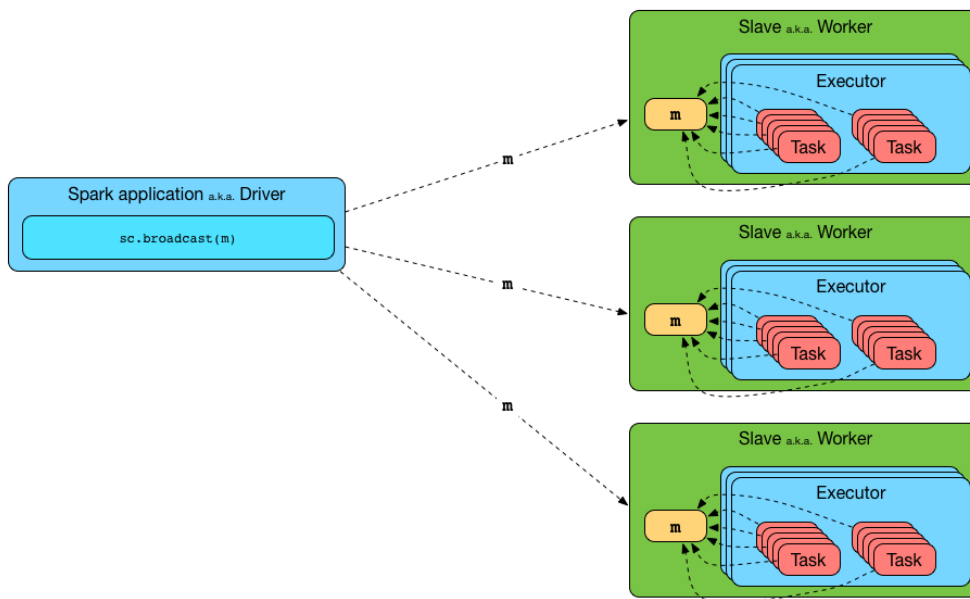 Spark application a.k.a. Driver
sc.broadcast(m)
m
m
m
Slave a.k.a. Worker
Executor
m
Task
Task
Slave a.k.a. Worker
Executor
m
Task
Task
Slave a.k.a. Worker
Executor
m
Task
Task